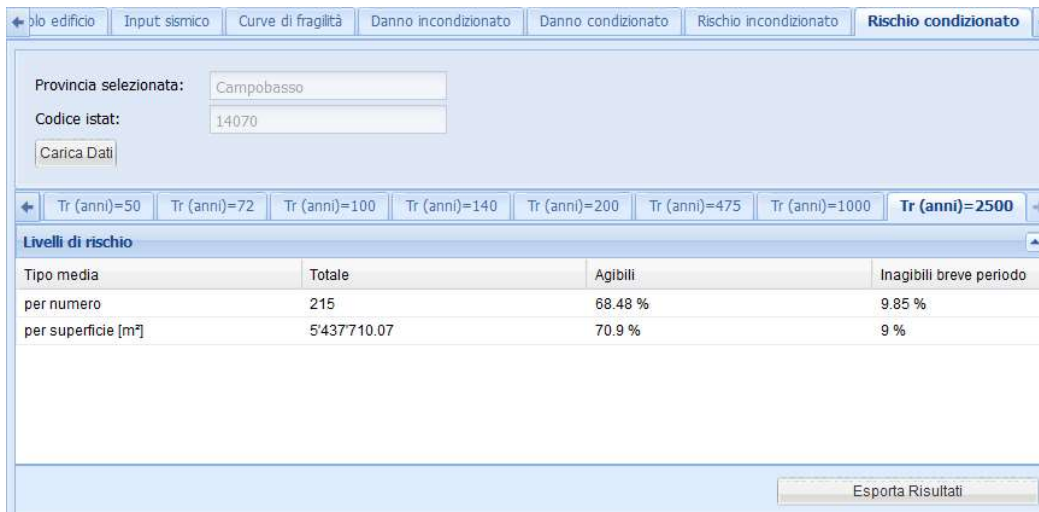 edificio Input sismico Curve di fragilità Danno incondizionato Danno condizionato Rischio incondizionato Rischio condizionato
Provincia selezionata: Campobasso
Codice istat: 14070
Carica Dati
Tr (anni)=50 Tr (anni)=72 Tr (anni)=100 Tr (anni)=140 Tr (anni)=200 Tr (anni)=475 Tr (anni)=1000 Tr (anni)=2500
Livelli di rischio
Tipo media Totale Agibili Inagibili breve periodo
per numero 215 68.48 % 9.85 %
per superficie [m²] 5'437'710.07 70.9 % 9 %
Esporta Risultati